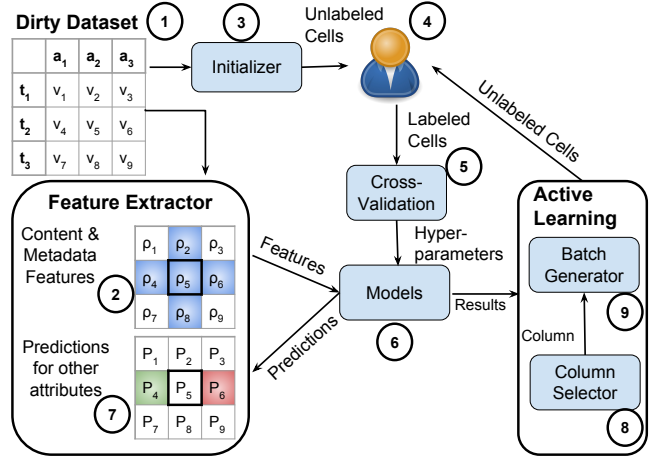 Dirty Dataset
1
3
Unlabeled
Cells
4
a1 a2 a3
t1 v1 v2 v3
t2 v4 v5 v6
t3 v7 v8 v9
Initializer
Unlabeled Cells
Labeled
Cells
5
Cross-
Validation
Hyper-
parameters
Feature Extractor
Content &
Metadata
Features
2
ρ1 ρ2 ρ3
ρ4 ρ5 ρ6
ρ7 ρ8 ρ9
Features
Models
6
Results
Predictions
Predictions
for other
attributes
7
P1 P2 P3
P4 P5 P6
P7 P8 P9
Active
Learning
Batch
Generator
9
Column
Column
Selector
8